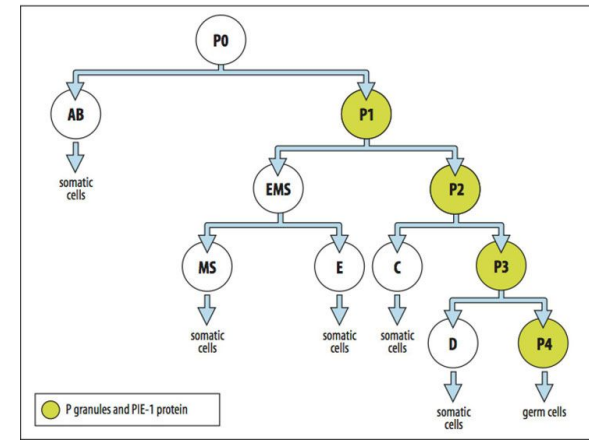 P0
AB
P1
somatic
cells
EMS
P2
MS
E
C
P3
somatic
cells
somatic
cells
somatic
cells
D
P4
P granules and PIE-1 protein
somatic
cells
germ cells